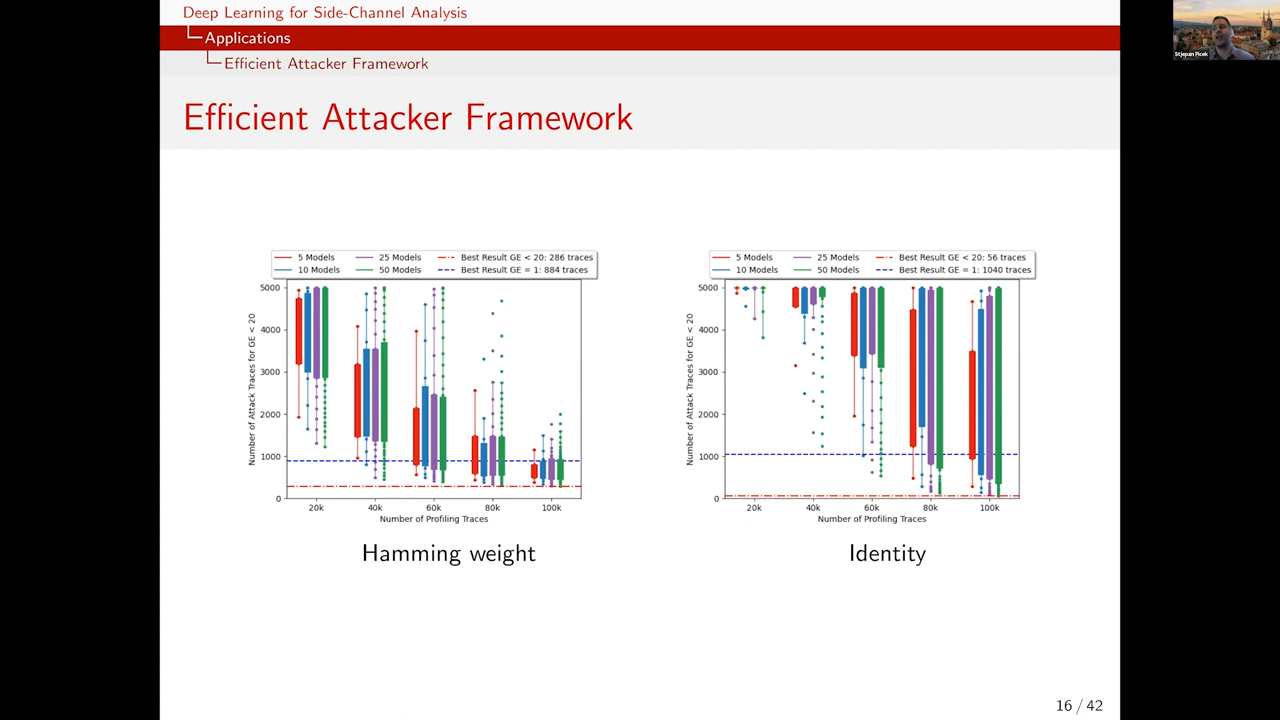 Deep Learning for Side-Channel Analysis
Applications
Efficient Attacker Framework
Stjepan Picek
Efficient Attacker Framework
5 Models 25 Models Best Result GE < 20: 286 traces
10 Models 50 Models Best Result GE = 1: 884 traces
Number of Attack Traces for GE < 20
5000
4000
3000
2000
1000
0
20k 40k 60k 80k 100k
Number of Profiling Traces
Hamming weight
5 Models 25 Models Best Result GE < 20: 56 traces
10 Models 50 Models Best Result GE = 1: 1040 traces
Number of Attack Traces for GE < 20
5000
4000
3000
2000
1000
0
20k 40k 60k 80k 100k
Number of Profiling Traces
Identity
16 / 42